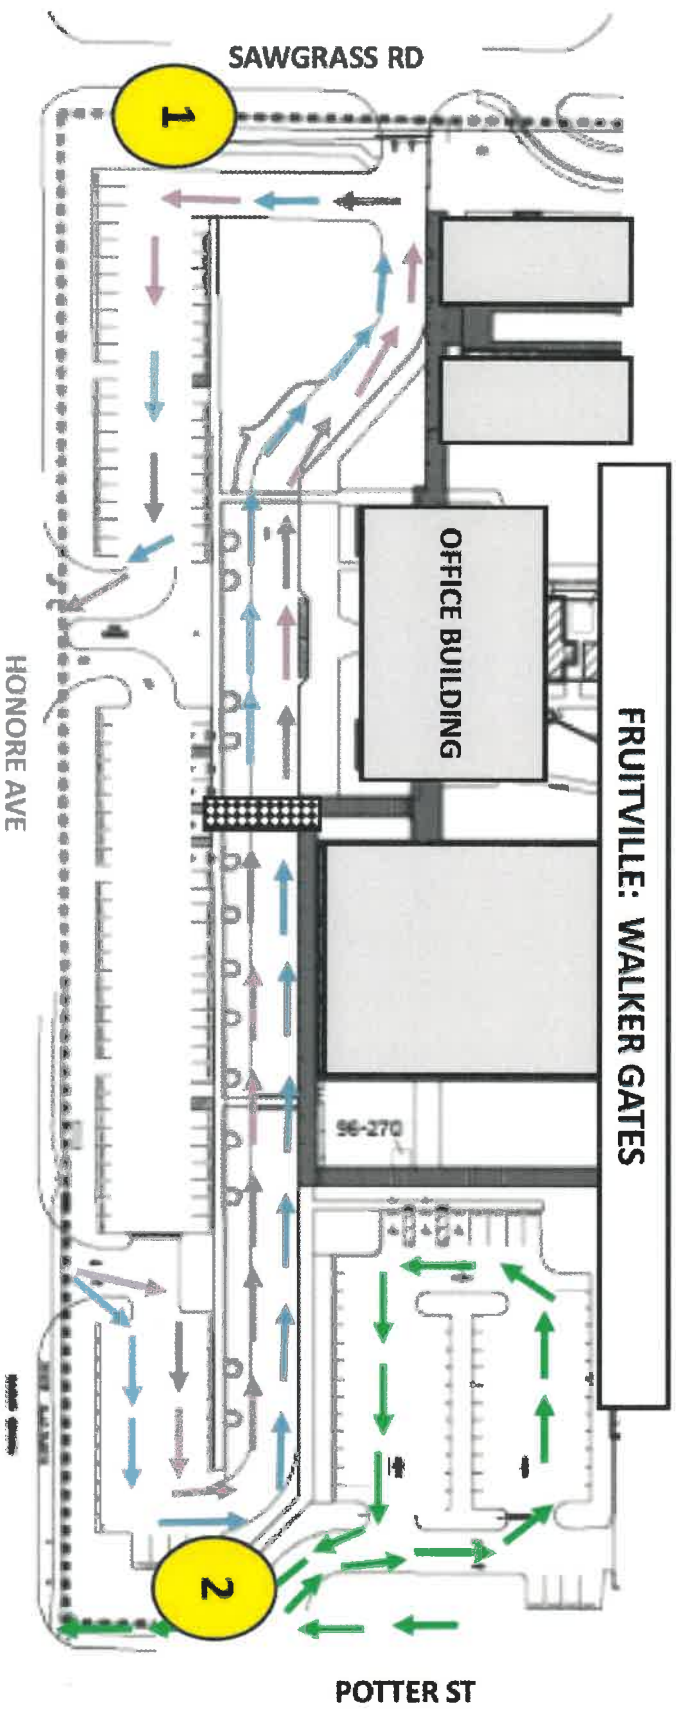 SAWGRASS RD
1
OFFICE BUILDING
FRUITVILLE: WALKER GATES
HONORE AVE
96-270
2
POTTER ST